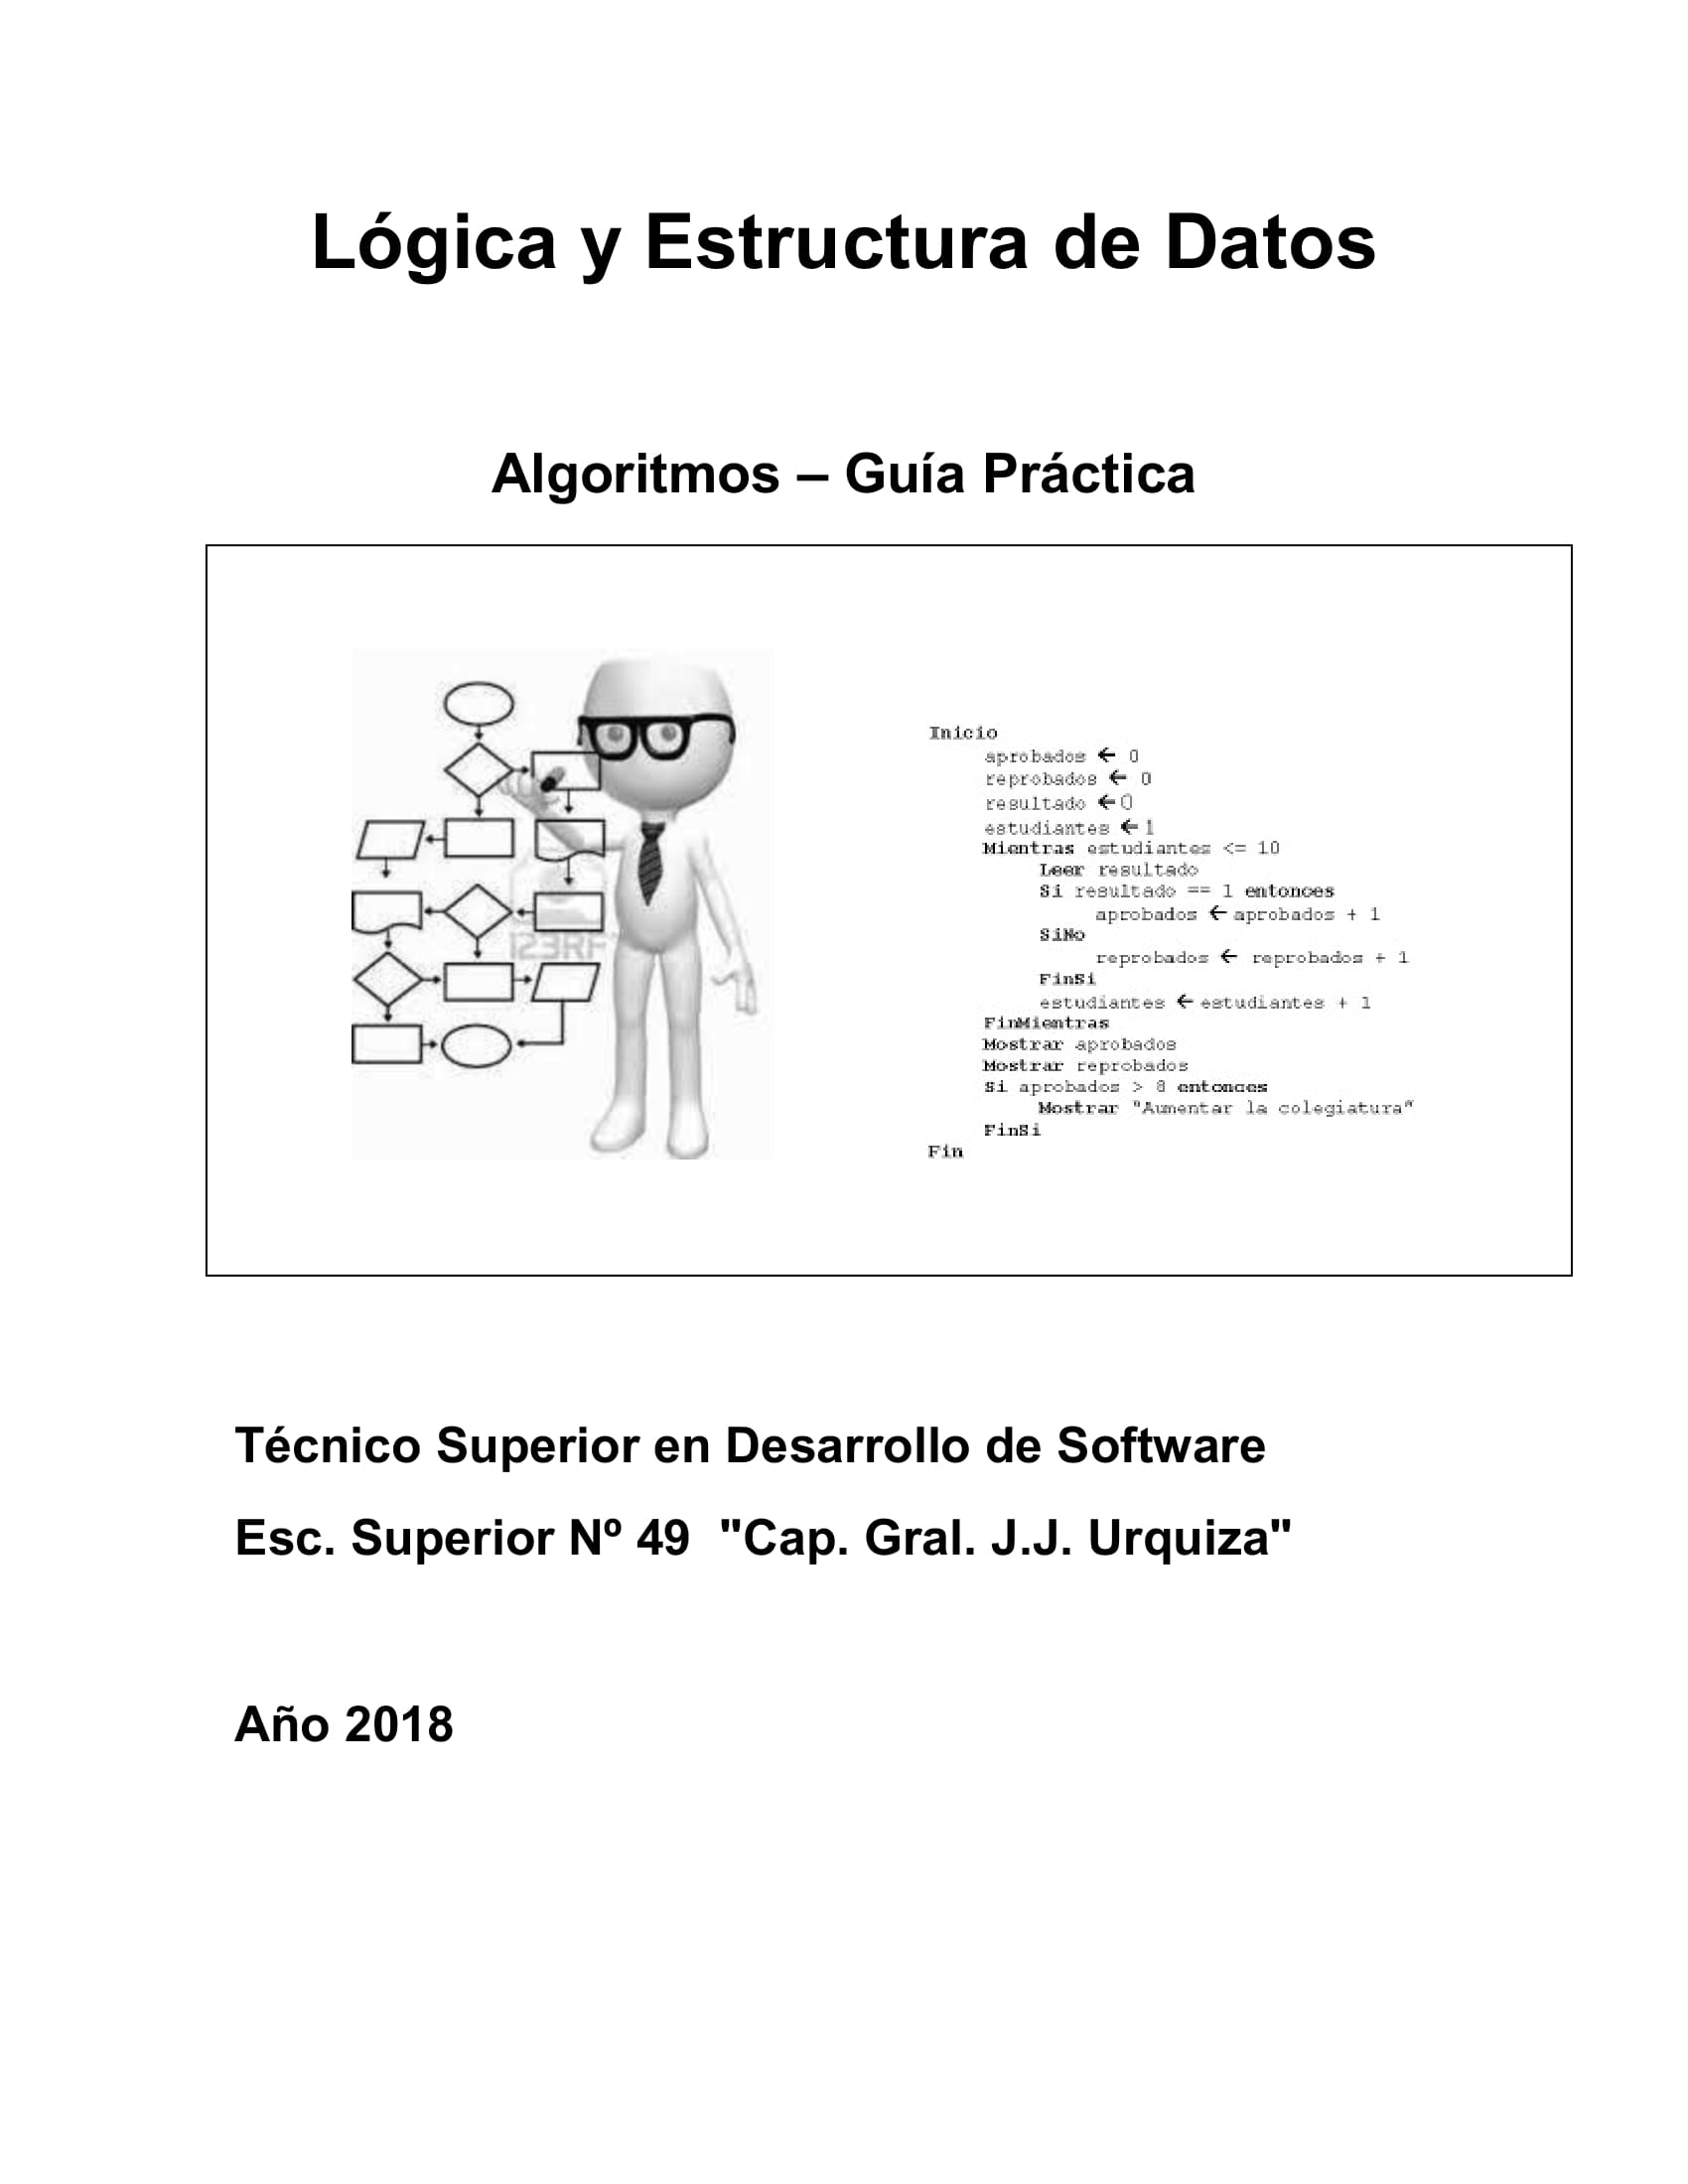 Lógica y Estructura de Datos
Algoritmos – Guía Práctica
123RF
Inicio
aprobados ← 0
reprobados ← 0
resultado ← 0
estudiantes ← 1
Mientras estudiantes <= 10
Leer resultado
Si resultado == 1 entonces
aprobados ← aprobados + 1
SiNo
reprobados ← reprobados + 1
FinSi
estudiantes ← estudiantes + 1
FinMientras
Mostrar aprobados
Mostrar reprobados
Si aprobados > 8 entonces
Mostrar "Aumentar la colegiatura"
FinSi
Fin
Técnico Superior en Desarrollo de Software
Esc. Superior Nº 49  "Cap. Gral. J.J. Urquiza"
Año 2018